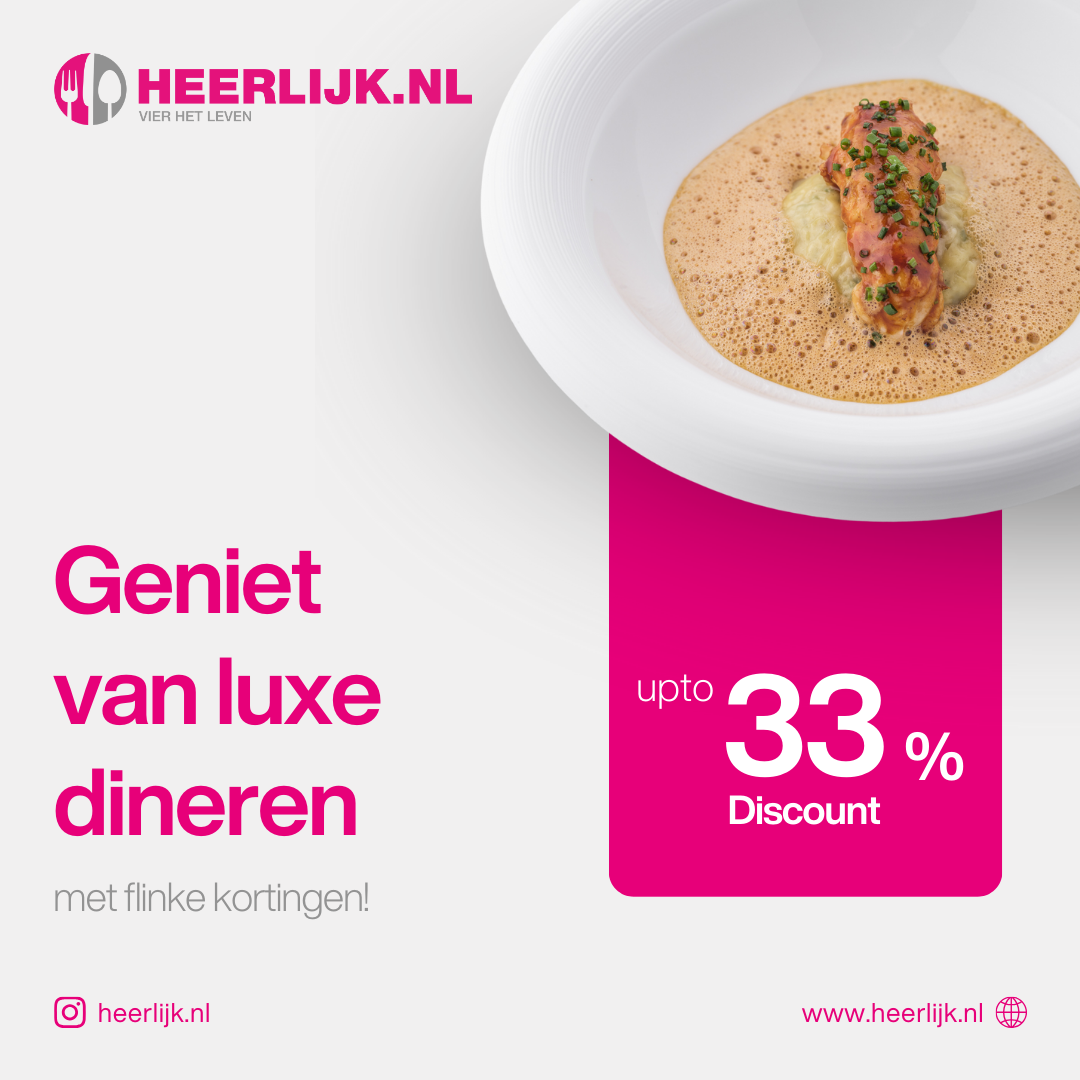 HEERLIJK.NL
VIER HET LEVEN
Geniet
van luxe
dineren
met flinke kortingen!
upto 33 %
Discount
heerlijk.nl
www.heerlijk.nl